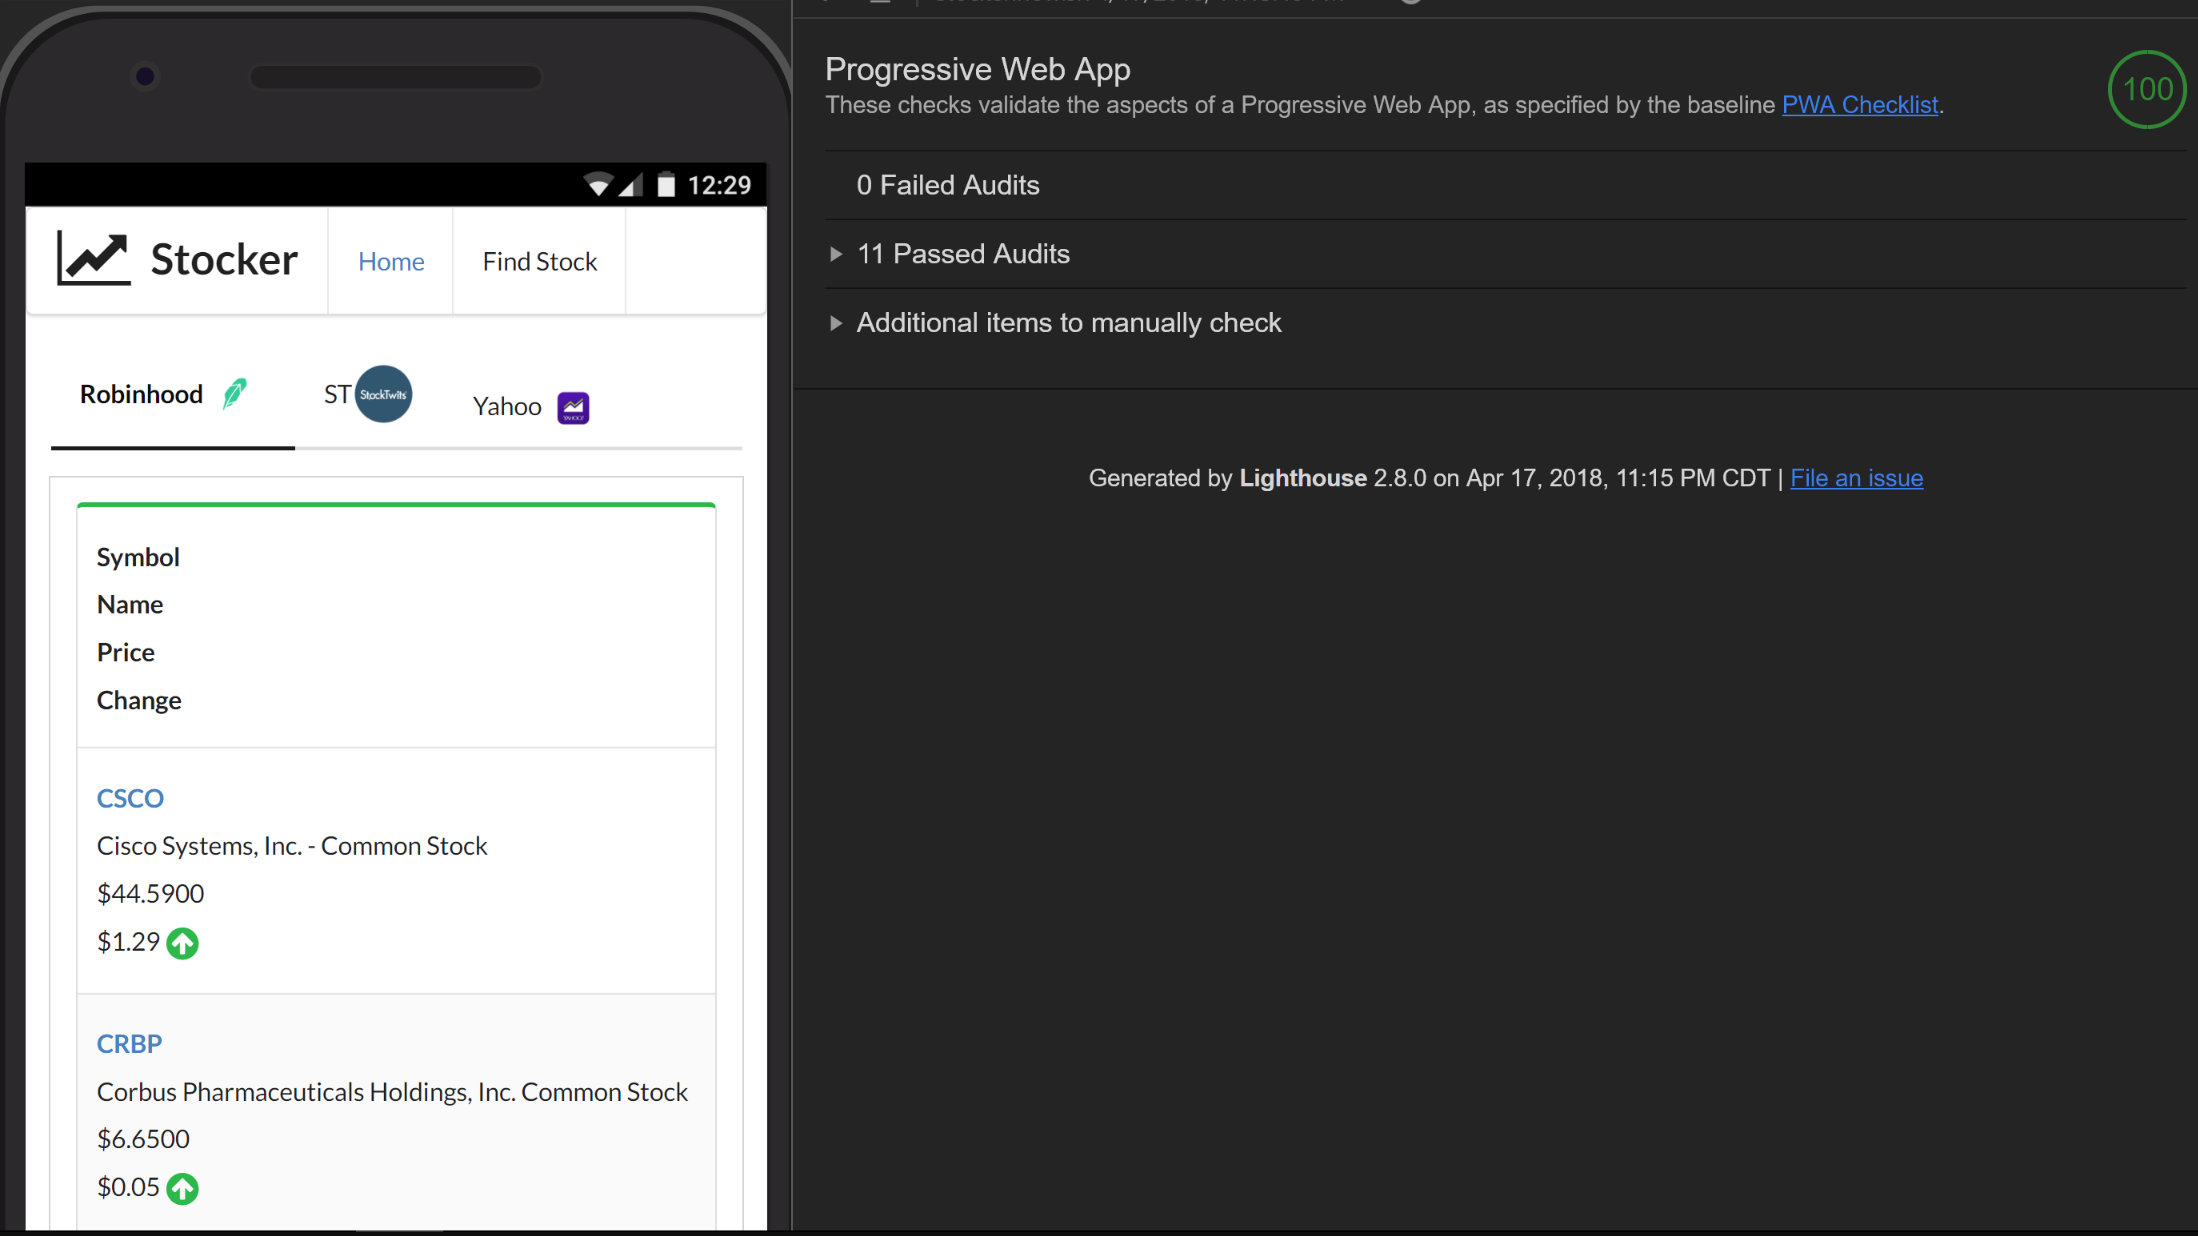 12:29
Stocker
Home
Find Stock
Robinhood
ST
StockTwits
Yahoo
Symbol
Name
Price
Change
CSCO
Cisco Systems, Inc. - Common Stock
$44.5900
$1.29
CRBP
Corbus Pharmaceuticals Holdings, Inc. Common Stock
$6.6500
$0.05
Progressive Web App
100
These checks validate the aspects of a Progressive Web App, as specified by the baseline PWA Checklist.
0 Failed Audits
11 Passed Audits
Additional items to manually check
Generated by Lighthouse 2.8.0 on Apr 17, 2018, 11:15 PM CDT | File an issue